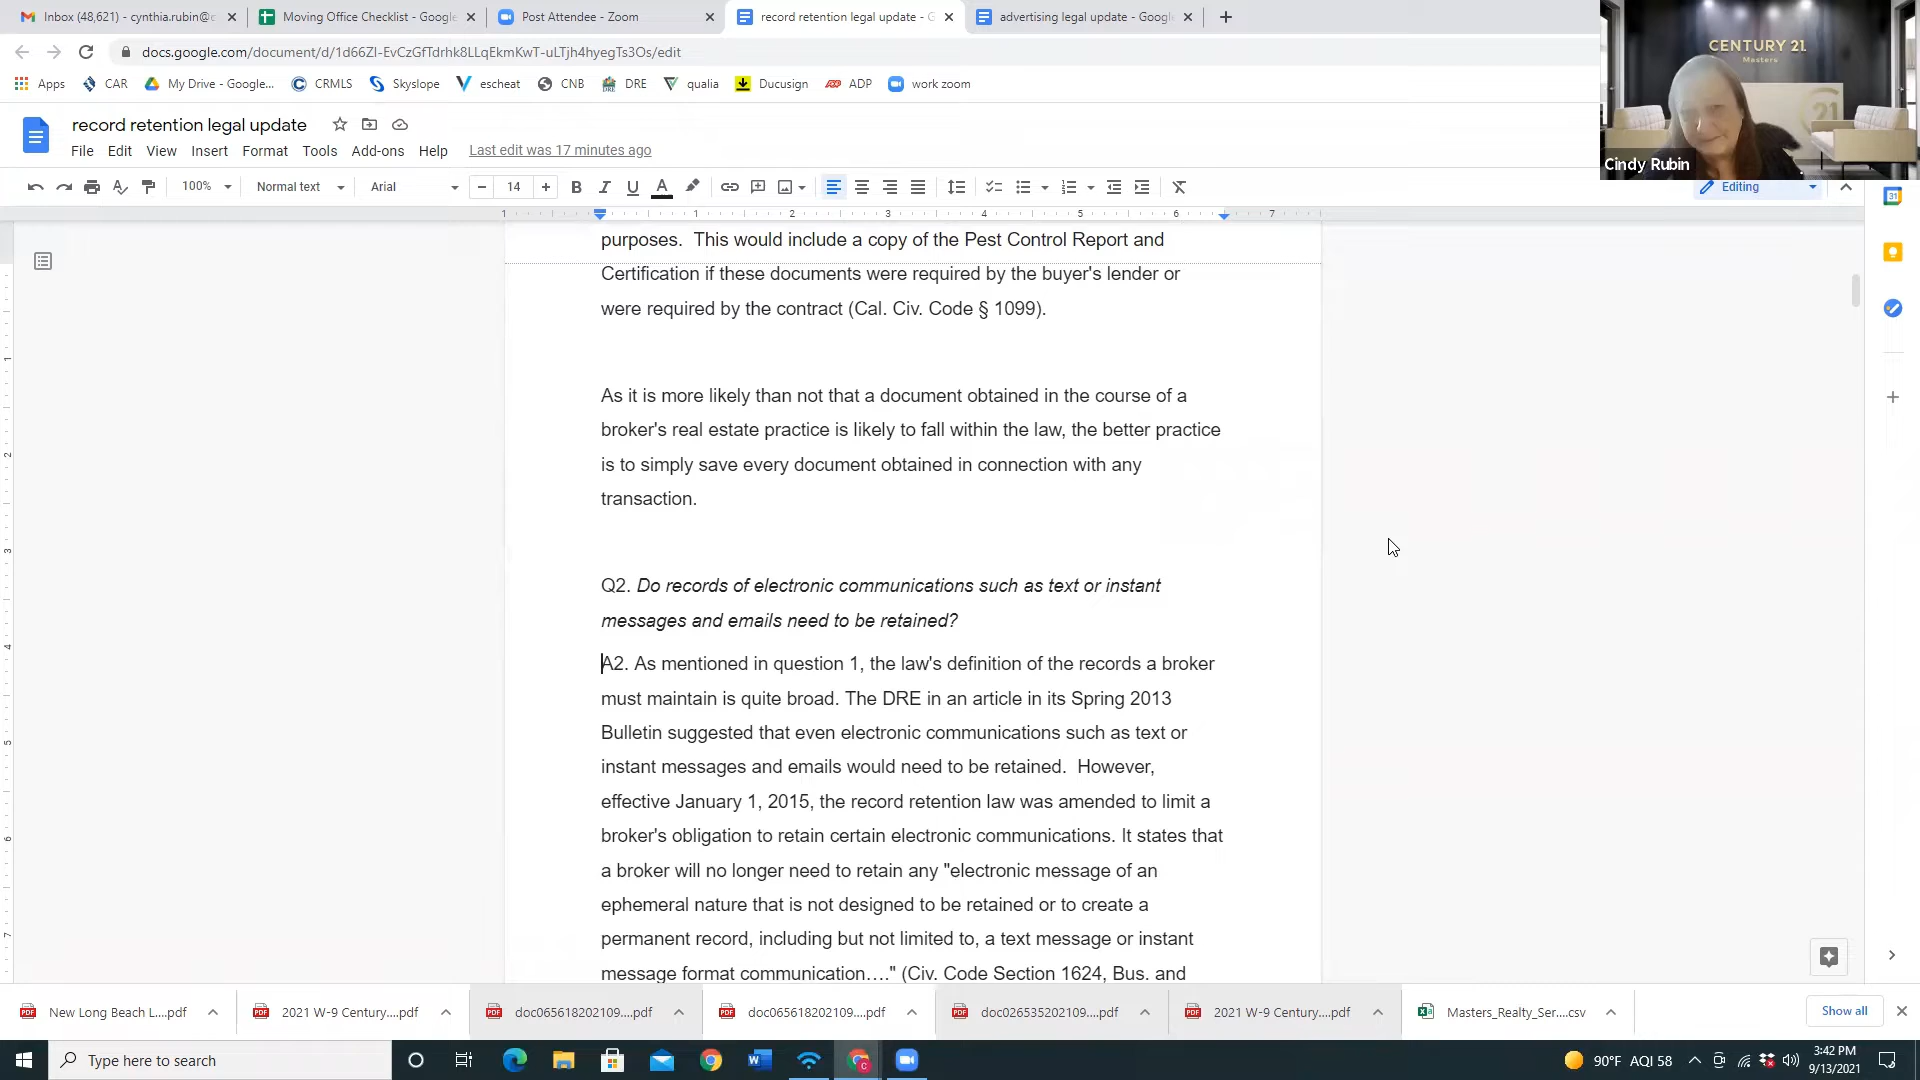 Inbox (48,621) - cynthia.rubin@c
Moving Office Checklist - Google
Post Attendee - Zoom
record retention legal update - G
advertising legal update - Googl
docs.google.com/document/d/1d66ZI-EvCzGfTdrhk8LLqEkmKwT-uLTjh4hyegTs3Os/edit
Apps
CAR
My Drive - Google...
CRMLS
Skyslope
escheat
CNB
DRE
qualia
Ducusign
ADP
work zoom
CENTURY 21.
Masters
21
Cindy Rubin
record retention legal update
File Edit View Insert Format Tools Add-ons Help Last edit was 17 minutes ago
100% Normal text Arial 14 Editing
1 1 2 3 4 5 6 7
purposes.  This would include a copy of the Pest Control Report and
Certification if these documents were required by the buyer's lender or
were required by the contract (Cal. Civ. Code § 1099).
As it is more likely than not that a document obtained in the course of a
broker's real estate practice is likely to fall within the law, the better practice
is to simply save every document obtained in connection with any
transaction.
Q2. Do records of electronic communications such as text or instant
messages and emails need to be retained?
A2. As mentioned in question 1, the law's definition of the records a broker
must maintain is quite broad. The DRE in an article in its Spring 2013
Bulletin suggested that even electronic communications such as text or
instant messages and emails would need to be retained.  However,
effective January 1, 2015, the record retention law was amended to limit a
broker's obligation to retain certain electronic communications. It states that
a broker will no longer need to retain any "electronic message of an
ephemeral nature that is not designed to be retained or to create a
permanent record, including but not limited to, a text message or instant
message format communication…." (Civ. Code Section 1624, Bus. and
New Long Beach L....pdf
2021 W-9 Century....pdf
doc065618202109....pdf
doc065618202109....pdf
doc026535202109....pdf
2021 W-9 Century....pdf
Masters_Realty_Ser....csv
Show all
Type here to search
90°F AQI 58
3:42 PM
9/13/2021